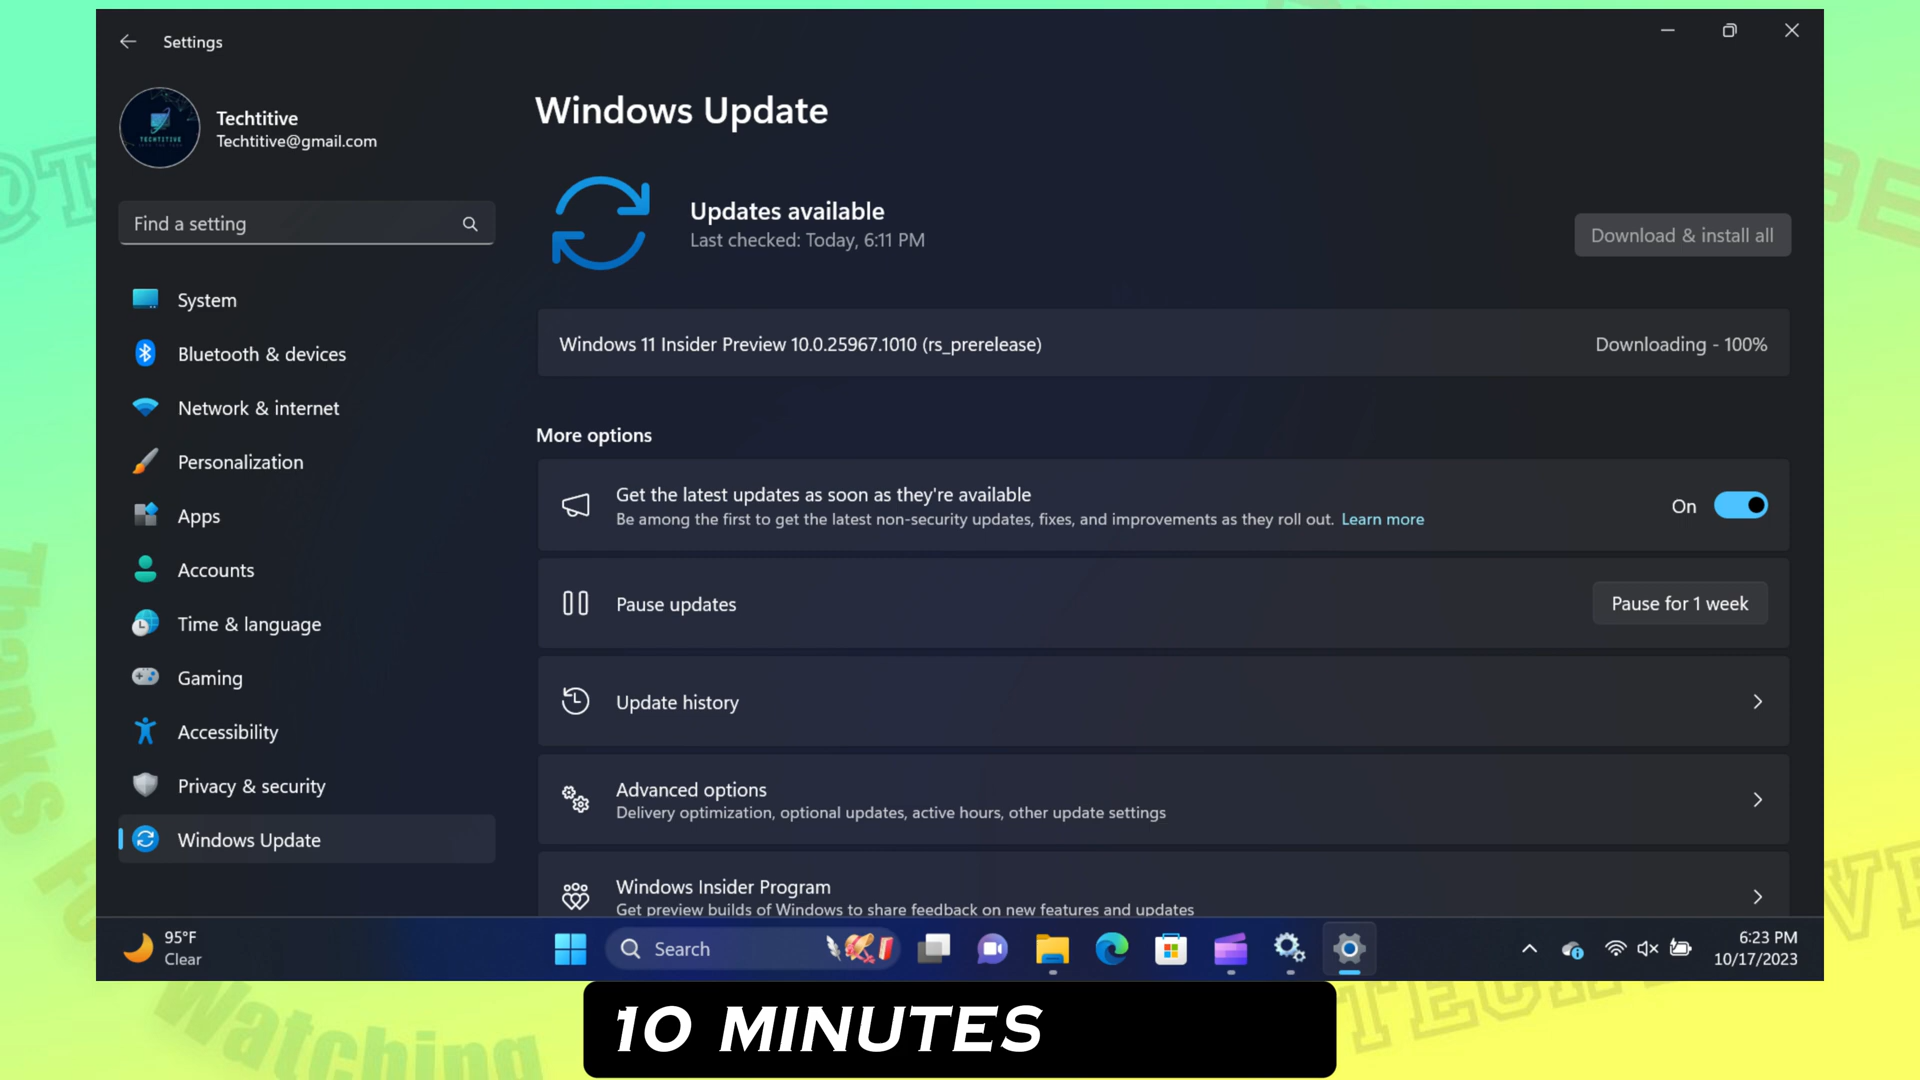 Settings
Techtitive
Techtitive@gmail.com
TECHTITIVE
Find a setting
System
Bluetooth & devices
Network & internet
Personalization
Apps
Accounts
Time & language
Gaming
Accessibility
Privacy & security
Windows Update
Windows Update
Updates available
Last checked: Today, 6:11 PM
Download & install all
Windows 11 Insider Preview 10.0.25967.1010 (rs_prerelease)
Downloading - 100%
More options
Get the latest updates as soon as they're available
Be among the first to get the latest non-security updates, fixes, and improvements as they roll out. Learn more
On
Pause updates
Pause for 1 week
Update history
Advanced options
Delivery optimization, optional updates, active hours, other update settings
Windows Insider Program
Get preview builds of Windows to share feedback on new features and updates
95°F
Clear
Search
6:23 PM
10/17/2023
10 MINUTES
Thanks
Watching